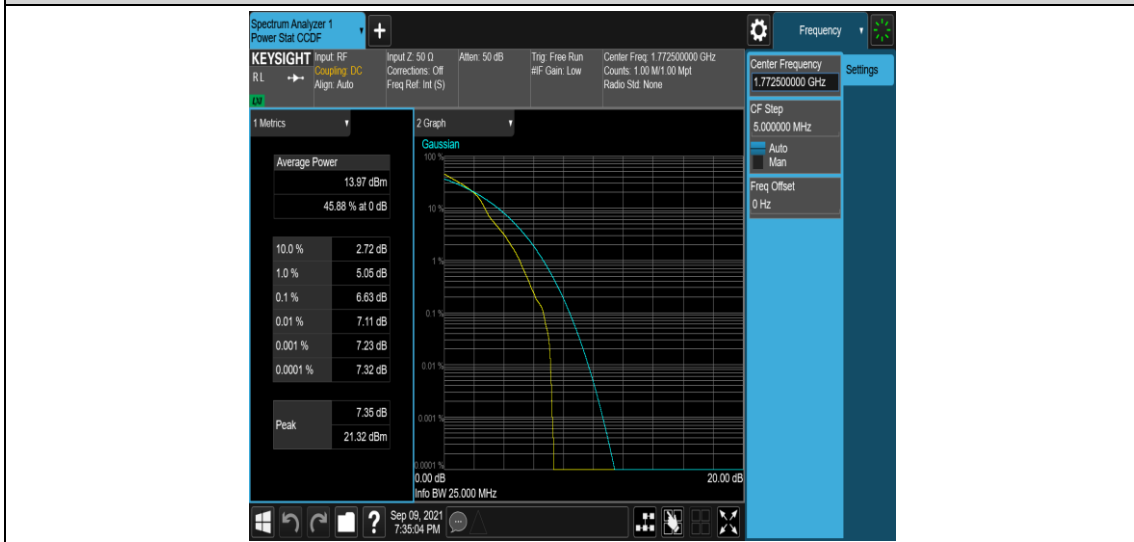 Spectrum Analyzer 1
Power Stat CCDF
+
Frequency
KEYSIGHT
RL
LXI
Input: RF
Coupling: DC
Align: Auto
Input Z: 50 Ω
Corrections: Off
Freq Ref: Int (S)
Atten: 50 dB
Trig: Free Run
#IF Gain: Low
Center Freq: 1.772500000 GHz
Counts: 1.00 M/1.00 Mpt
Radio Std: None
Center Frequency
1.772500000 GHz
Settings
CF Step
5.000000 MHz
Auto
Man
Freq Offset
0 Hz
1 Metrics
Average Power
13.97 dBm
45.88 % at 0 dB
10.0 % 2.72 dB
1.0 % 5.05 dB
0.1 % 6.63 dB
0.01 % 7.11 dB
0.001 % 7.23 dB
0.0001 % 7.32 dB
Peak
7.35 dB
21.32 dBm
2 Graph
Gaussian
100 %
10 %
1 %
0.1 %
0.01 %
0.001 %
0.0001 %
0.00 dB 20.00 dB
Info BW 25.000 MHz
?
Sep 09, 2021
7:35:04 PM